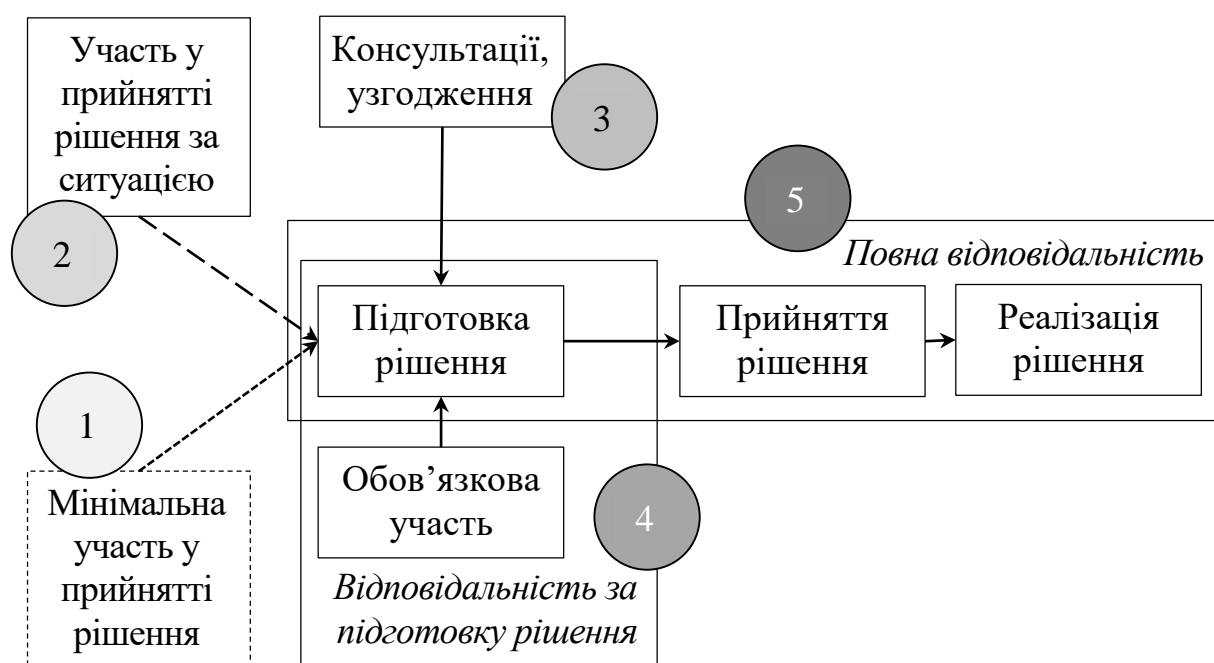 Участь у
прийнятті
рішення за
ситуацією
2
Консультації,
узгодження
3
5
Повна відповідальність
Підготовка
рішення
Прийняття
рішення
Реалізація
рішення
1
Мінімальна
участь у
прийнятті
рішення
Обов’язкова
участь
4
Відповідальність за
підготовку рішення